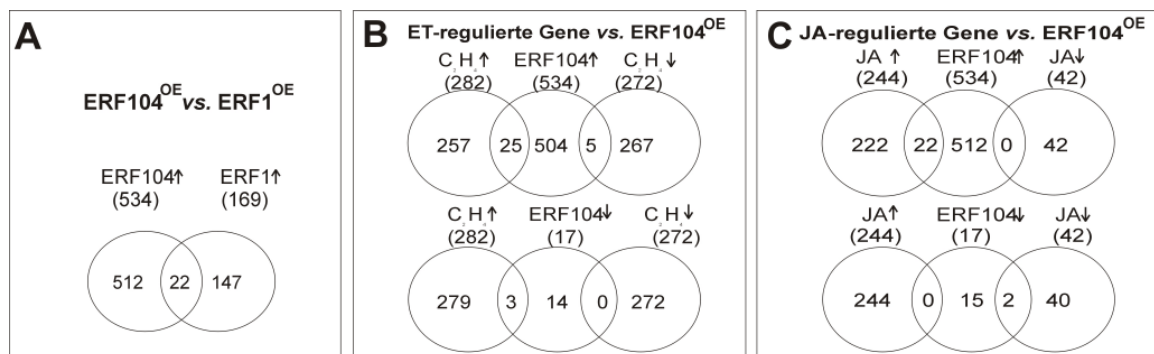 A
ERF104OE vs. ERF1OE
ERF104↑ ERF1↑
(534) (169)
512 22 147
B
ET-regulierte Gene vs. ERF104OE
C2H4↑ ERF104↑ C2H4↓
(282) (534) (272)
257 25 504 5 267
C2H4↑ ERF104↓ C2H4↓
(282) (17) (272)
279 3 14 0 272
C
JA-regulierte Gene vs. ERF104OE
JA↑ ERF104↑ JA↓
(244) (534) (42)
222 22 512 0 42
JA↑ ERF104↓ JA↓
(244) (17) (42)
244 0 15 2 40